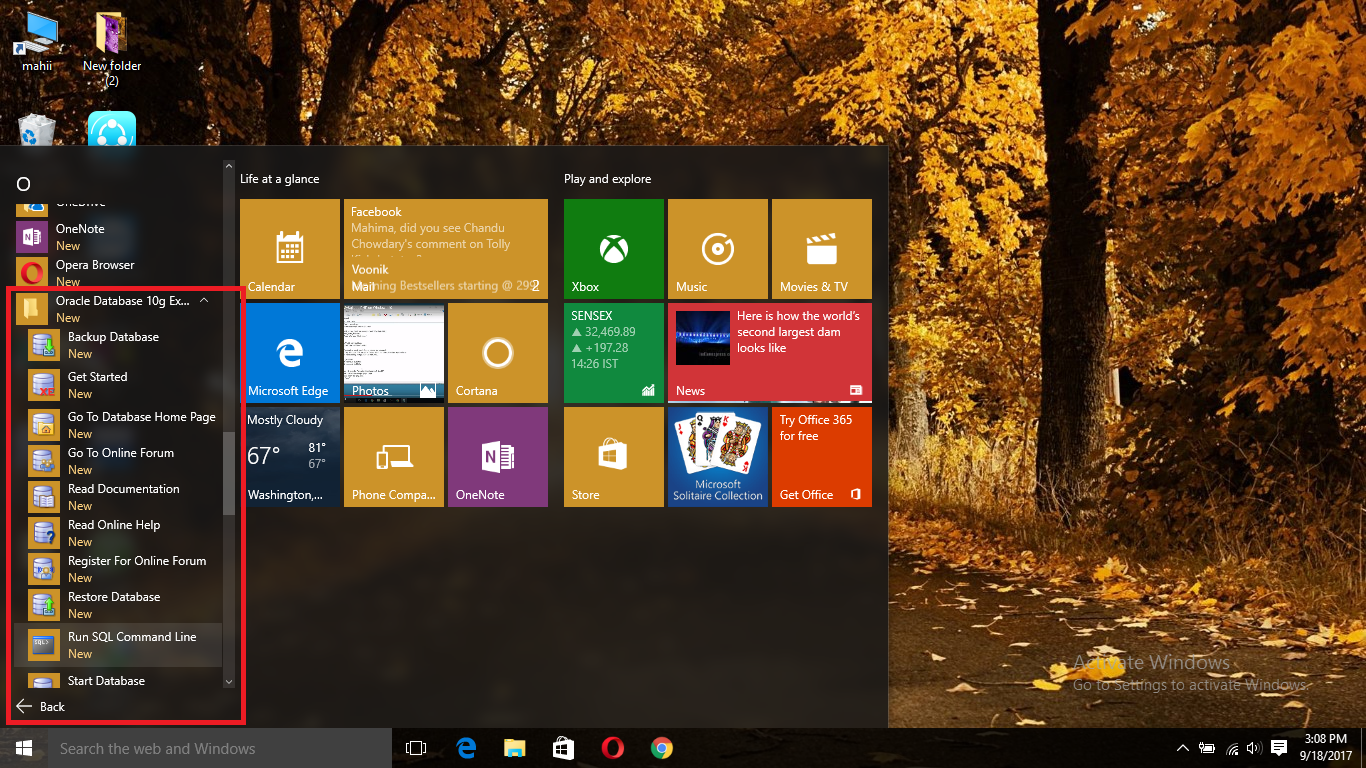 mahii
New folder
(2)
O
OneDrive
OneNote
New
Opera Browser
New
Oracle Database 10g Ex...
New
Backup Database
New
Get Started
New
Go To Database Home Page
New
Go To Online Forum
New
Read Documentation
New
Read Online Help
New
Register For Online Forum
New
Restore Database
New
Run SQL Command Line
New
Start Database
Back
Life at a glance
Calendar
Facebook
Mahima, did you see Chandu
Chowdary's comment on Tolly
Voonik
Morning Bestsellers starting @ 299!
Mail
2
Microsoft Edge
Photos
Cortana
Mostly Cloudy
67° 81°
67°
Washington,...
Phone Compa...
OneNote
Play and explore
Xbox
Music
Movies & TV
SENSEX
▲ 32,469.89
▲ +197.28
14:26 IST
Here is how the world's
second largest dam
looks like
News
Store
Microsoft
Solitaire Collection
Try Office 365
for free
Get Office
Activate Windows
Go to Settings to activate Windows.
Search the web and Windows
3:08 PM
9/18/2017